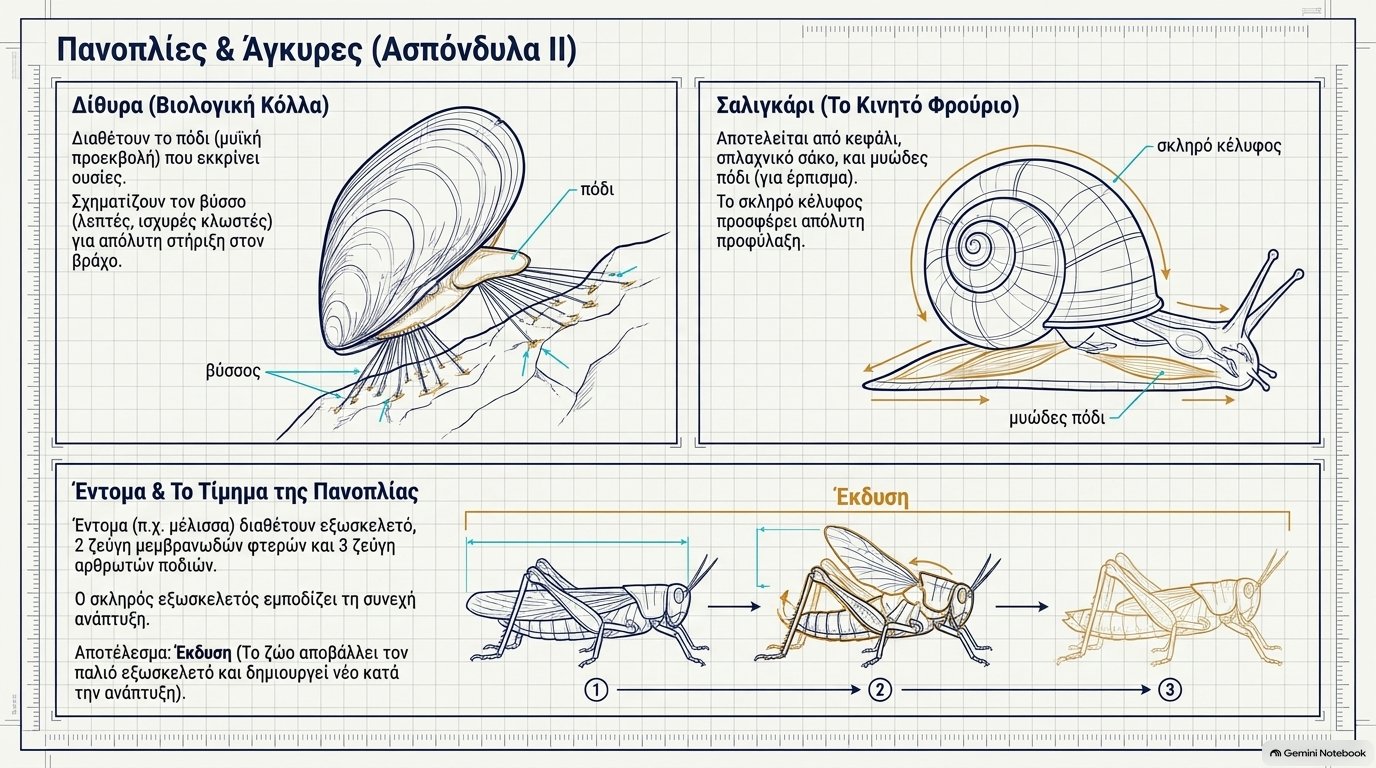 Πανοπλίες & Άγκυρες (Ασπόνδυλα II)
Δίθυρα (Βιολογική Κόλλα)
Διαθέτουν το πόδι (μυϊκή
προεκβολή) που εκκρίνει
ουσίες.
Σχηματίζουν τον βύσσο
(λεπτές, ισχυρές κλωστές)
για απόλυτη στήριξη στον
βράχο.
πόδι
βύσσος
Σαλιγκάρι (Το Κινητό Φρούριο)
Αποτελείται από κεφάλι,
σπλαχνικό σάκο, και μυώδες
πόδι (για έρπισμα).
Το σκληρό κέλυφος
προσφέρει απόλυτη
προφύλαξη.
σκληρό κέλυφος
μυώδες πόδι
Έντομα & Το Τίμημα της Πανοπλίας
Έντομα (π.χ. μέλισσα) διαθέτουν εξωσκελετό,
2 ζεύγη μεμβρανωδών φτερών και 3 ζεύγη
αρθρωτών ποδιών.
Ο σκληρός εξωσκελετός εμποδίζει τη συνεχή
ανάπτυξη.
Αποτέλεσμα: Έκδυση (Το ζώο αποβάλλει τον
παλιό εξωσκελετό και δημιουργεί νέο κατά
την ανάπτυξη).
Έκδυση
1 2 3
Gemini Notebook